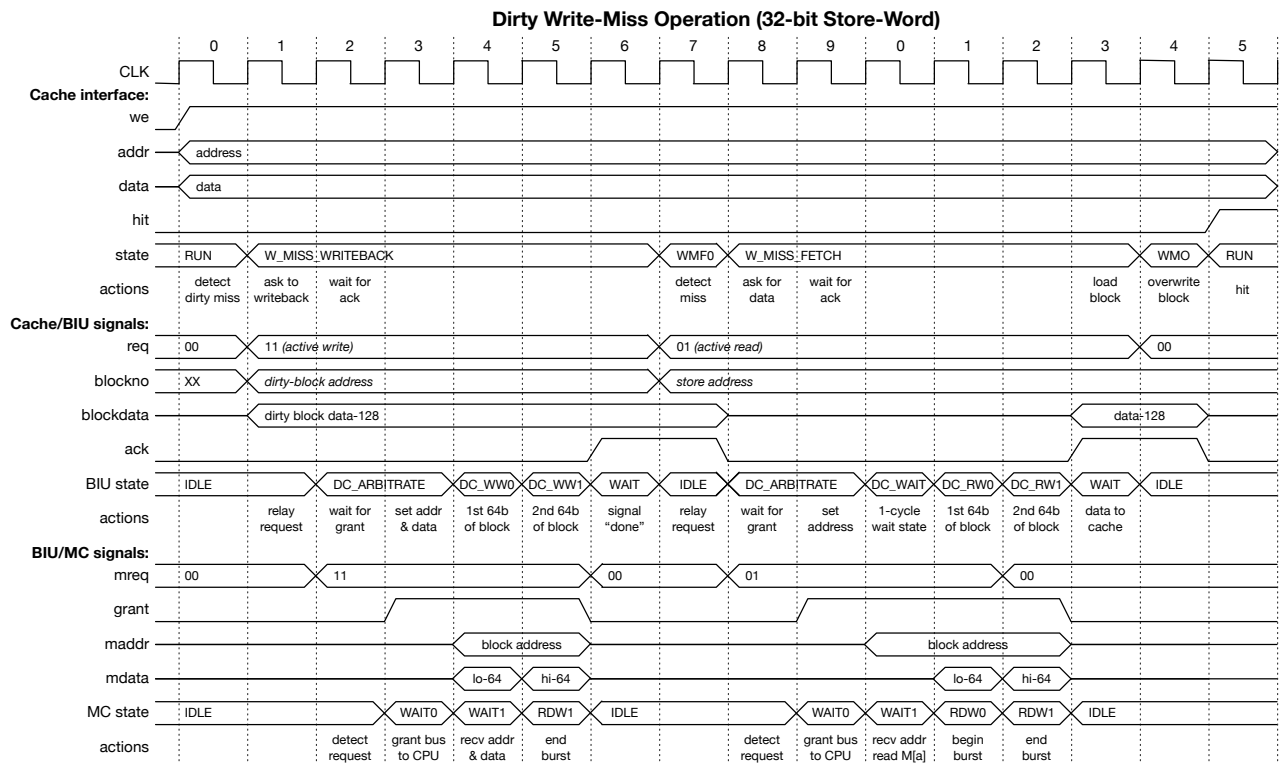 Dirty Write-Miss Operation (32-bit Store-Word)
0 1 2 3 4 5 6 7 8 9 0 1 2 3 4 5
CLK
Cache interface:
we
addr address
data data
hit
state RUN W_MISS_WRITEBACK WMF0 W_MISS_FETCH WMO RUN
actions detect ask to wait for detect ask for wait for load overwrite hit
dirty miss writeback ack miss data ack block block
Cache/BIU signals:
req 00 11 (active write) 01 (active read) 00
blockno XX dirty-block address store address
blockdata dirty block data-128 data-128
ack
BIU state IDLE DC_ARBITRATE DC_WW0 DC_WW1 WAIT IDLE DC_ARBITRATE DC_WAIT DC_RW0 DC_RW1 WAIT IDLE
actions relay wait for set addr 1st 64b 2nd 64b signal relay wait for set 1-cycle 1st 64b 2nd 64b data to
request grant & data of block of block “done” request grant address wait state of block of block cache
BIU/MC signals:
mreq 00 11 00 01 00
grant
maddr block address block address
mdata lo-64 hi-64 lo-64 hi-64
MC state IDLE WAIT0 WAIT1 RDW1 IDLE WAIT0 WAIT1 RDW0 RDW1 IDLE
actions detect grant bus recv addr end detect grant bus recv addr begin end
request to CPU & data burst request to CPU read M[a] burst burst